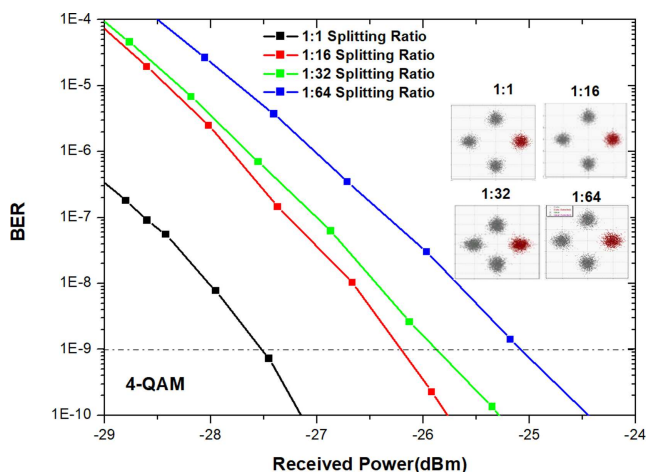 1E-4
1E-5
1E-6
1E-7
1E-8
1E-9
1E-10
BER
1:1 Splitting Ratio
1:16 Splitting Ratio
1:32 Splitting Ratio
1:64 Splitting Ratio
1:1
1:16
1:32
1:64
4-QAM
-29
-28
-27
-26
-25
-24
Received Power(dBm)